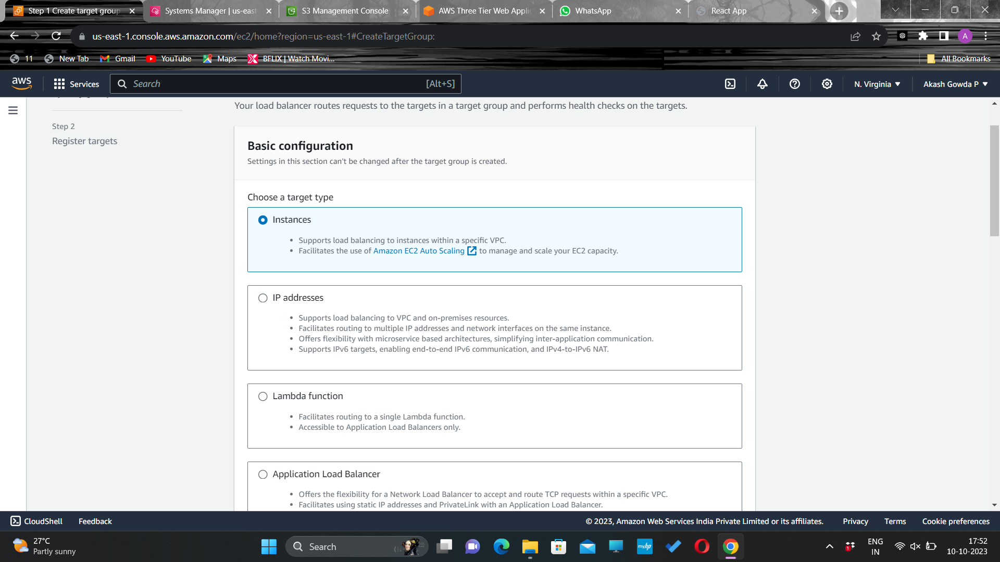 Step 1 Create target group
Systems Manager | us-east
S3 Management Console
AWS Three Tier Web Applic
WhatsApp
React App
us-east-1.console.aws.amazon.com/ec2/home?region=us-east-1#CreateTargetGroup:
A
11
New Tab
Gmail
YouTube
Maps
BFLIX | Watch Movi...
All Bookmarks
aws
Services
Search
[Alt+S]
N. Virginia
Akash Gowda P
Step 2
Register targets
Your load balancer routes requests to the targets in a target group and performs health checks on the targets.
Basic configuration
Settings in this section can't be changed after the target group is created.
Choose a target type
Instances
• Supports load balancing to instances within a specific VPC.
• Facilitates the use of Amazon EC2 Auto Scaling to manage and scale your EC2 capacity.
IP addresses
• Supports load balancing to VPC and on-premises resources.
• Facilitates routing to multiple IP addresses and network interfaces on the same instance.
• Offers flexibility with microservice based architectures, simplifying inter-application communication.
• Supports IPv6 targets, enabling end-to-end IPv6 communication, and IPv4-to-IPv6 NAT.
Lambda function
• Facilitates routing to a single Lambda function.
• Accessible to Application Load Balancers only.
Application Load Balancer
• Offers the flexibility for a Network Load Balancer to accept and route TCP requests within a specific VPC.
• Facilitates using static IP addresses and PrivateLink with an Application Load Balancer.
CloudShell
Feedback
© 2023, Amazon Web Services India Private Limited or its affiliates.
Privacy
Terms
Cookie preferences
27°C
Partly sunny
Search
myhp
1
ENG
IN
17:52
10-10-2023